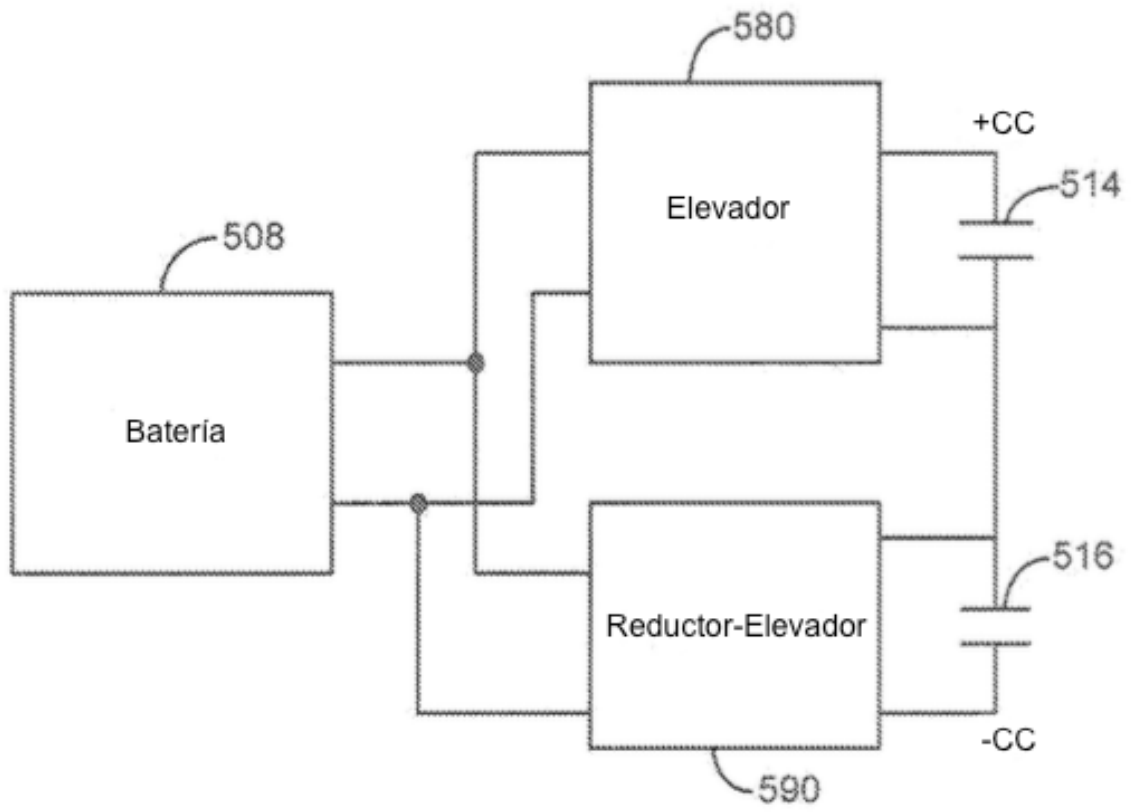 580
+CC
514
Elevador
508
Batería
516
Reductor-Elevador
-CC
590